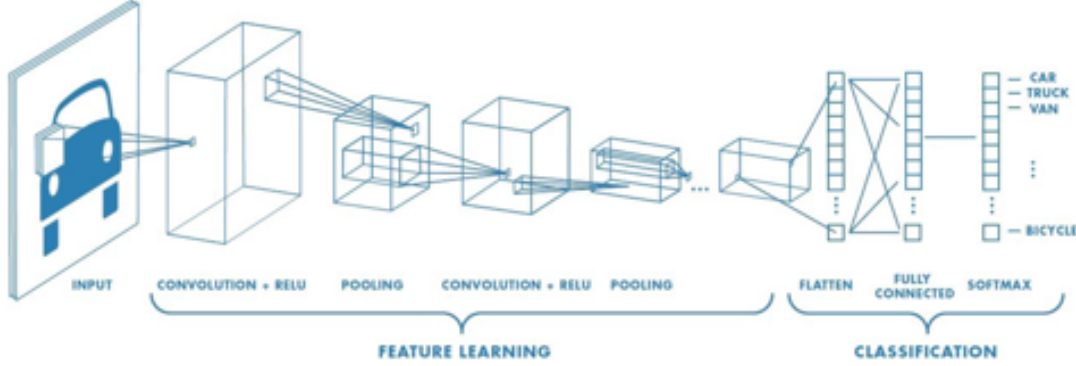 CAR
TRUCK
VAN
BICYCLE
INPUT
CONVOLUTION + RELU
POOLING
CONVOLUTION + RELU
POOLING
FLATTEN
FULLY
CONNECTED
SOFTMAX
FEATURE LEARNING
CLASSIFICATION